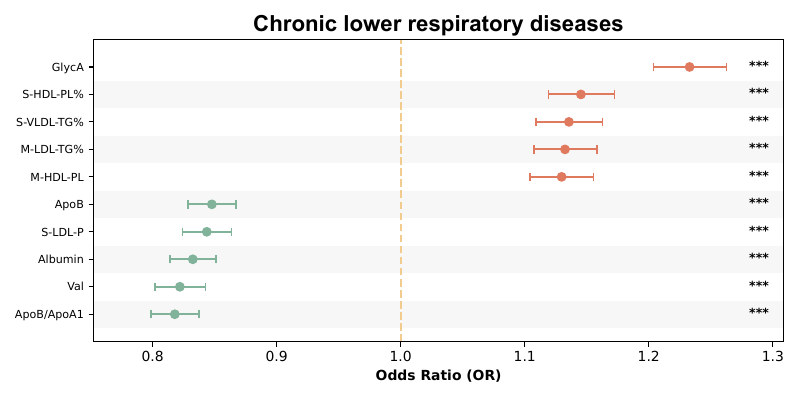 Chronic lower respiratory diseases
GlycA ***
S-HDL-PL% ***
S-VLDL-TG% ***
M-LDL-TG% ***
M-HDL-PL ***
ApoB ***
S-LDL-P ***
Albumin ***
Val ***
ApoB/ApoA1 ***
0.8 0.9 1.0 1.1 1.2 1.3
Odds Ratio (OR)